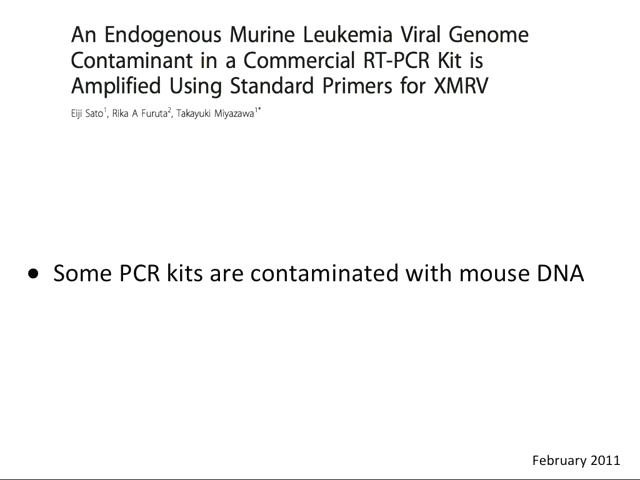 An Endogenous Murine Leukemia Viral Genome
Contaminant in a Commercial RT-PCR Kit is
Amplified Using Standard Primers for XMRV
Eiji Sato¹, Rika A Furuta², Takayuki Miyazawa¹*
● Some PCR kits are contaminated with mouse DNA
February 2011